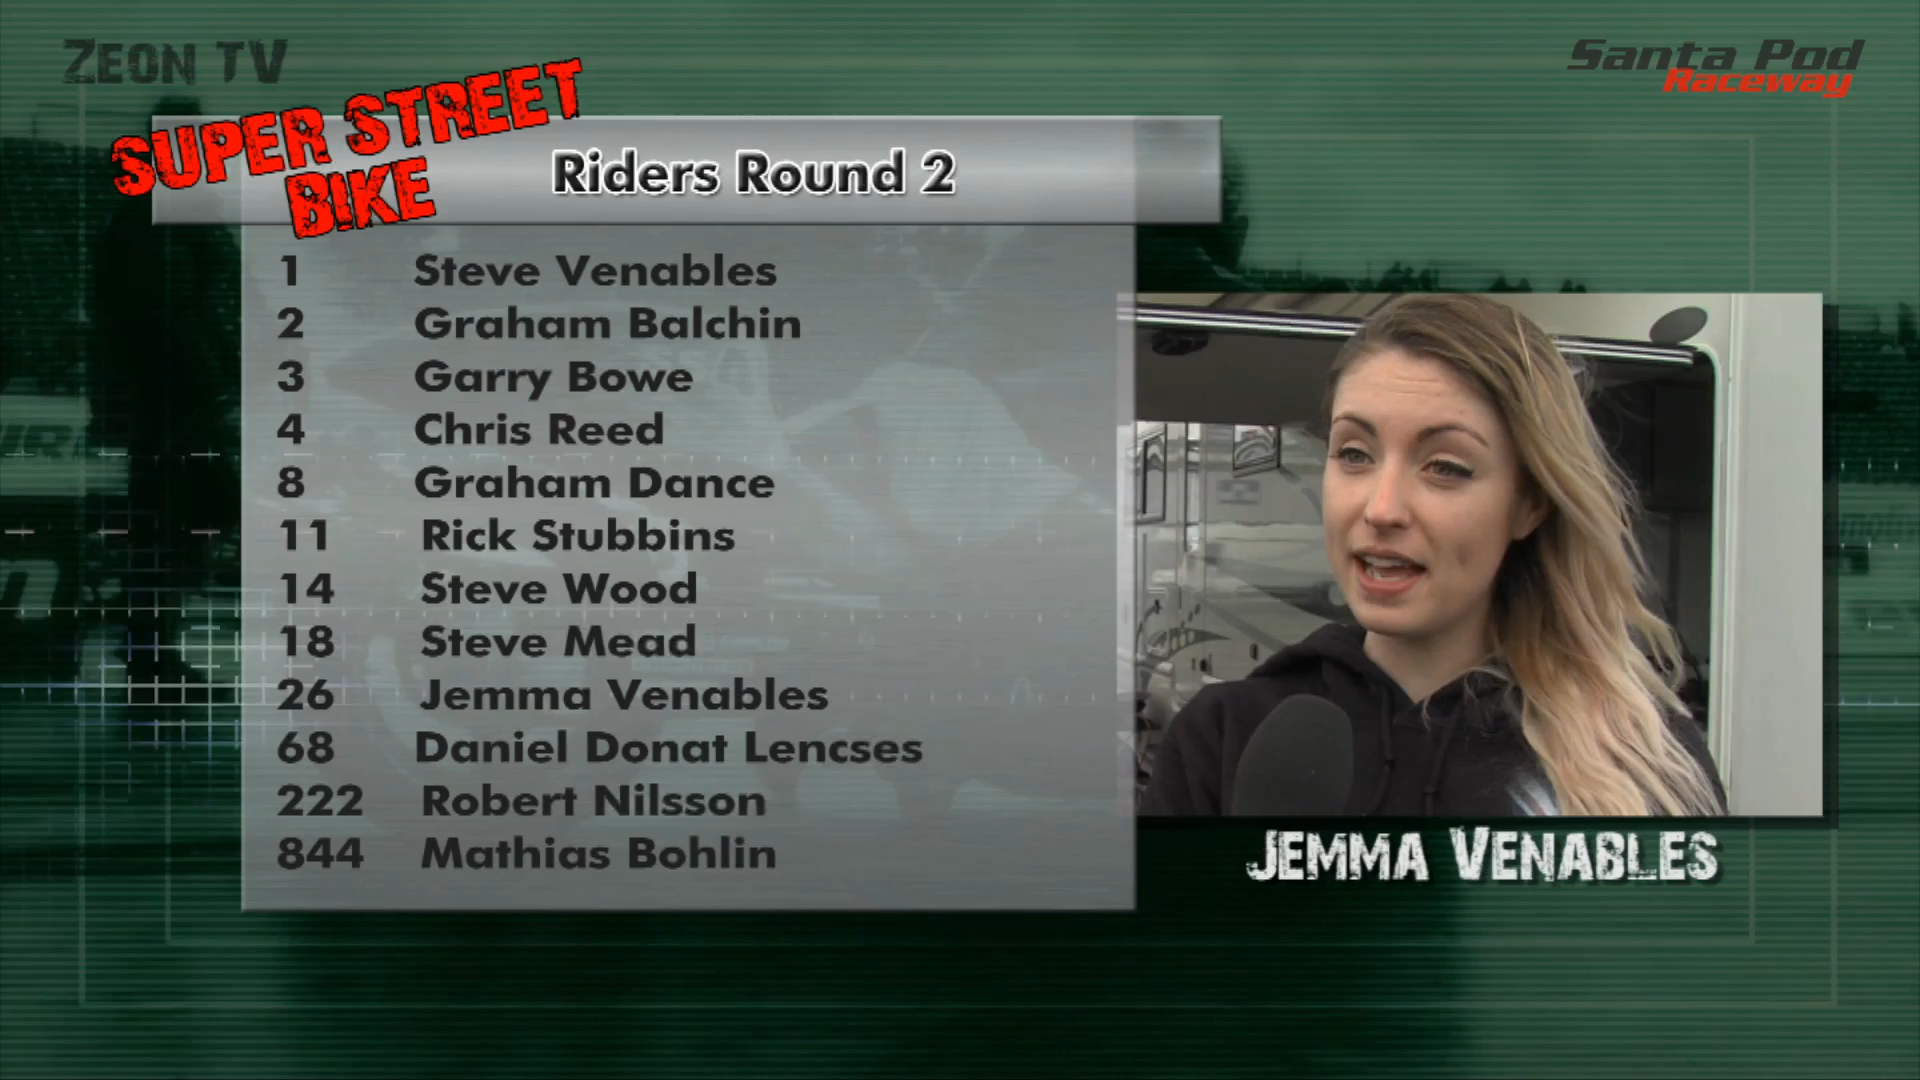 ZEON TV
Santa Pod
Raceway
SUPER STREET
BIKE
Riders Round 2
1 Steve Venables
2 Graham Balchin
3 Garry Bowe
4 Chris Reed
8 Graham Dance
11 Rick Stubbins
14 Steve Wood
18 Steve Mead
26 Jemma Venables
68 Daniel Donat Lencses
222 Robert Nilsson
844 Mathias Bohlin
JEMMA VENABLES